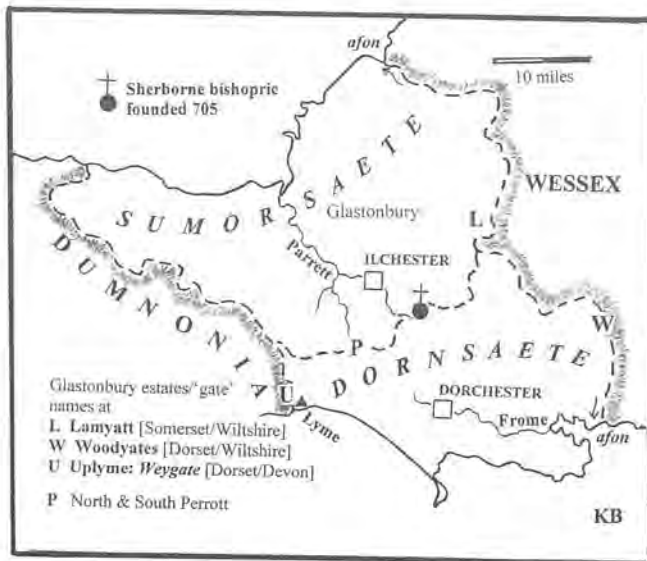 afon
10 miles
Sherborne bishopric
founded 705
WESSEX
SUMORSAETE
Glastonbury
L
ILCHESTER
Parrett
DUMNONIA
W
P
DORNSAETE
U
Lyme
DORCHESTER
Frome
afon
Glastonbury estates/'gate'
names at
L Lamyatt [Somerset/Wiltshire]
W Woodyates [Dorset/Wiltshire]
U Uplyme: Weygate [Dorset/Devon]
P North & South Perrott
KB